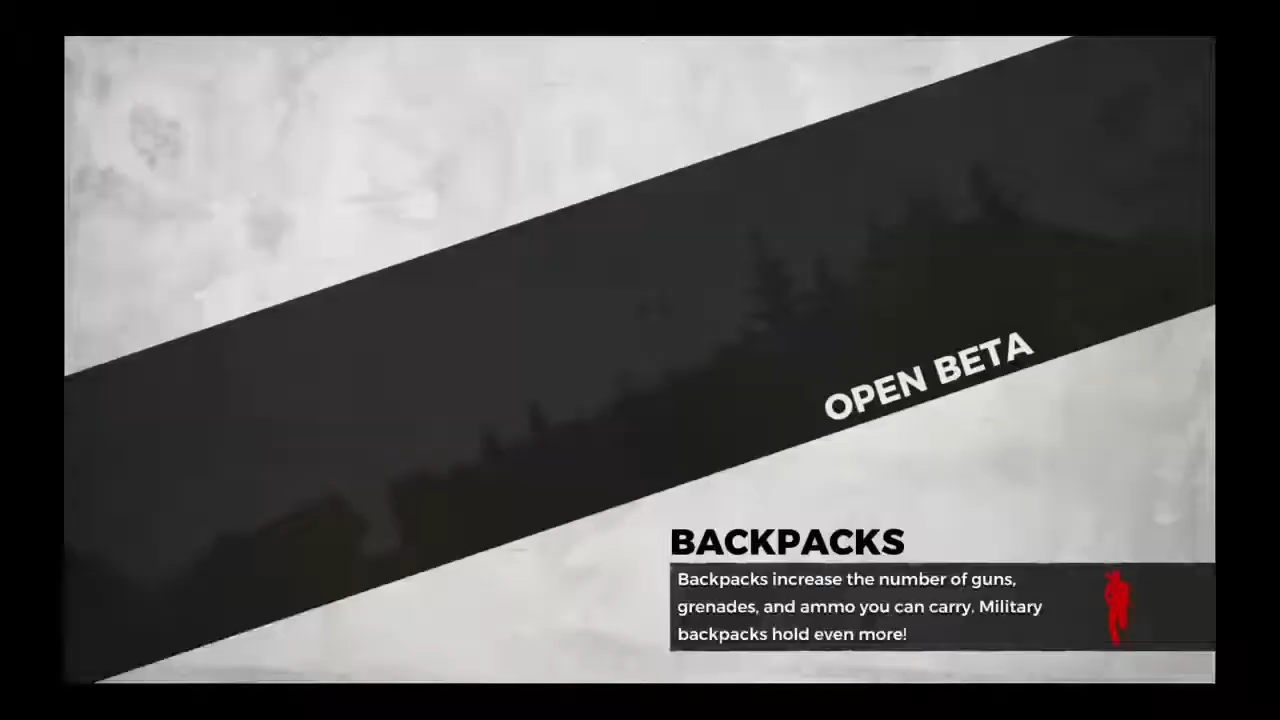 OPEN BETA
BACKPACKS
Backpacks increase the number of guns,
grenades, and ammo you can carry. Military
backpacks hold even more!